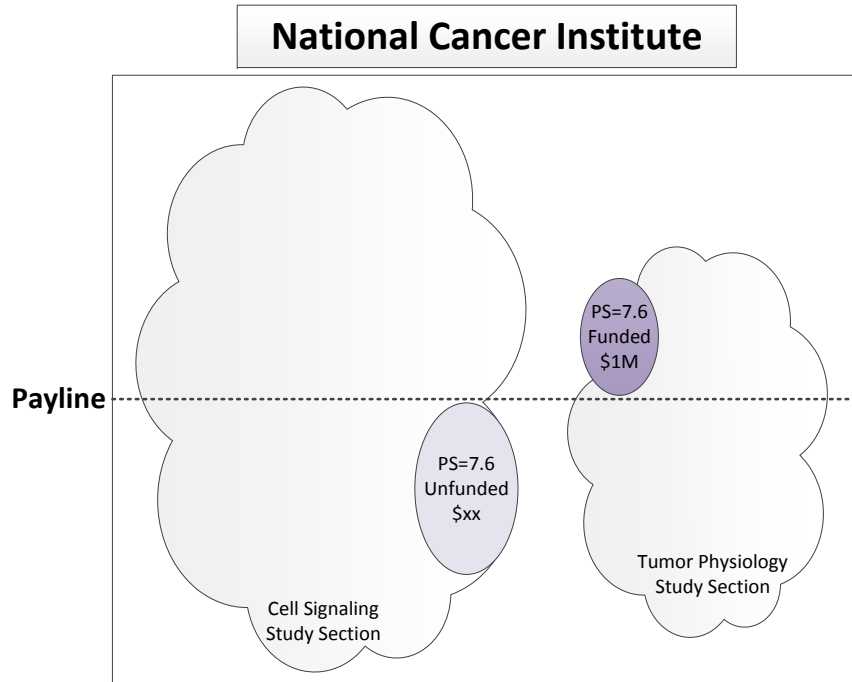 National Cancer Institute
PS=7.6
Funded
$1M
Payline
PS=7.6
Unfunded
$xx
Tumor Physiology
Study Section
Cell Signaling
Study Section